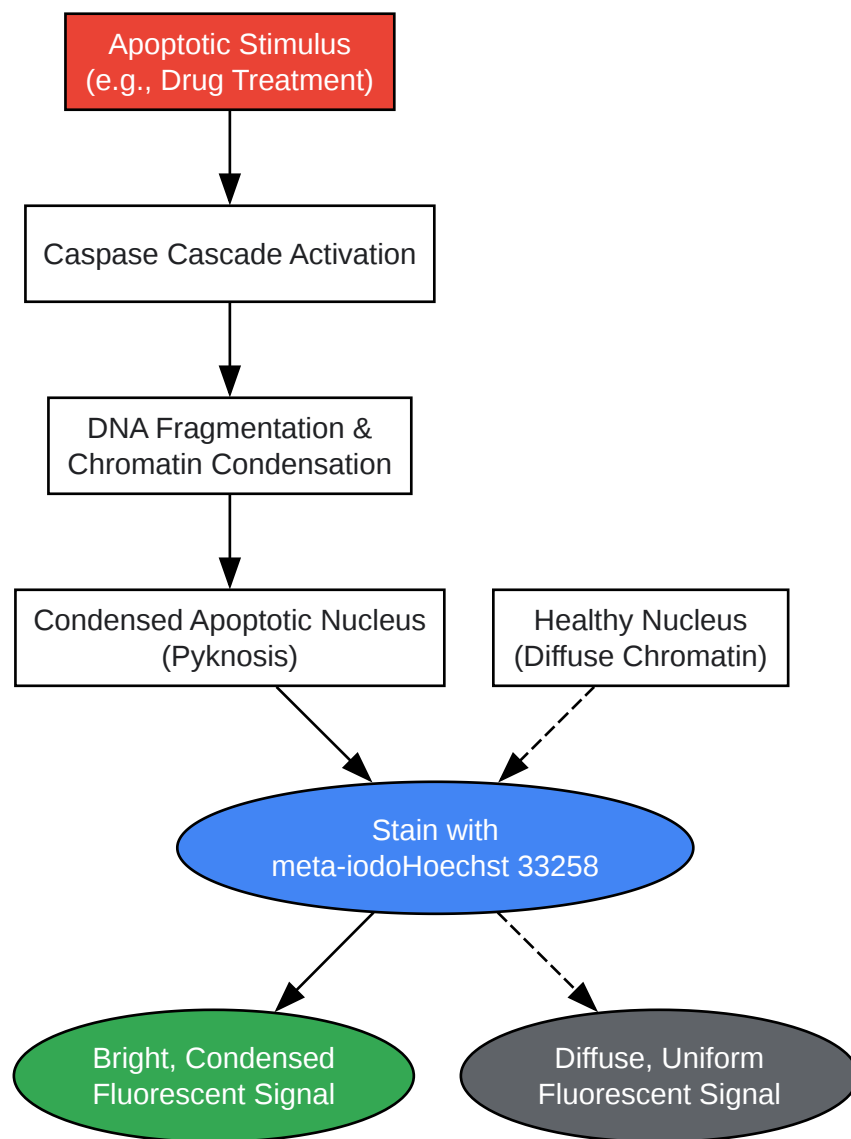 Apoptotic Stimulus
(e.g., Drug Treatment)
Caspase Cascade Activation
DNA Fragmentation &
Chromatin Condensation
Condensed Apoptotic Nucleus
(Pyknosis)
Healthy Nucleus
(Diffuse Chromatin)
Stain with
meta-iodoHoechst 33258
Bright, Condensed
Fluorescent Signal
Diffuse, Uniform
Fluorescent Signal